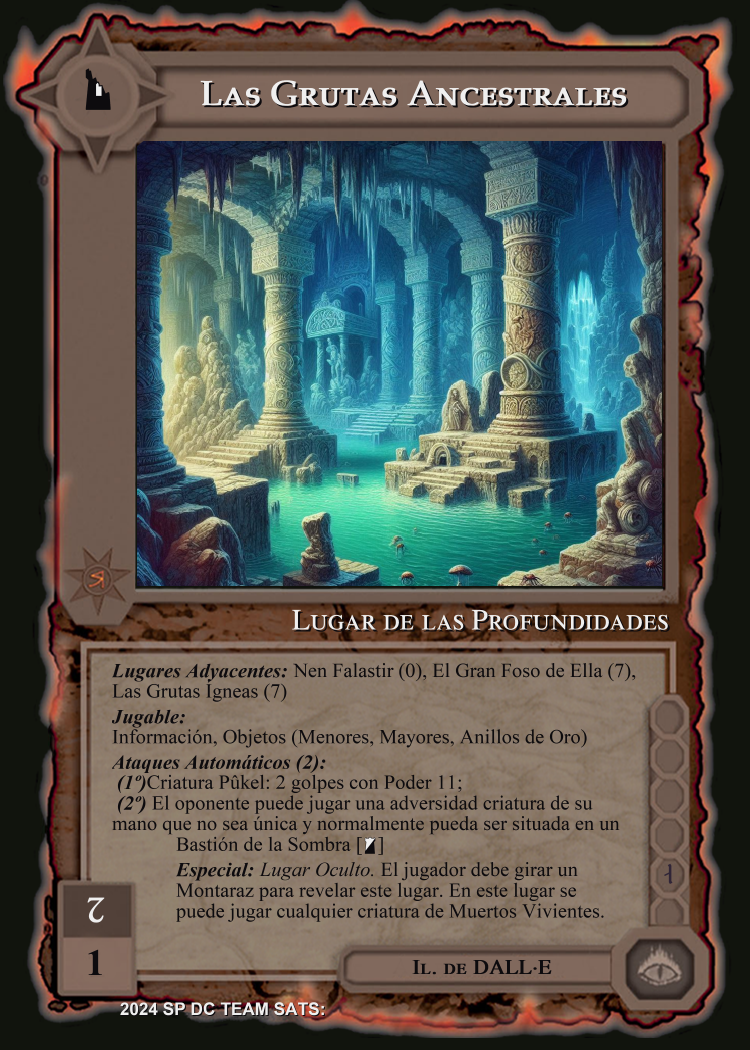 Las Grutas Ancestrales
Lugar de las Profundidades
Lugares Adyacentes: Nen Falastir (0), El Gran Foso de Ella (7),
Las Grutas Ígneas (7)
Jugable:
Información, Objetos (Menores, Mayores, Anillos de Oro)
Ataques Automáticos (2):
(1º)Criatura Pûkel: 2 golpes con Poder 11;
(2º) El oponente puede jugar una adversidad criatura de su
mano que no sea única y normalmente pueda ser situada en un
Bastión de la Sombra [ ]
Especial: Lugar Oculto. El jugador debe girar un
Montaraz para revelar este lugar. En este lugar se
puede jugar cualquier criatura de Muertos Vivientes.
1
Il. de DALL·E
2024 SP DC TEAM SATS: